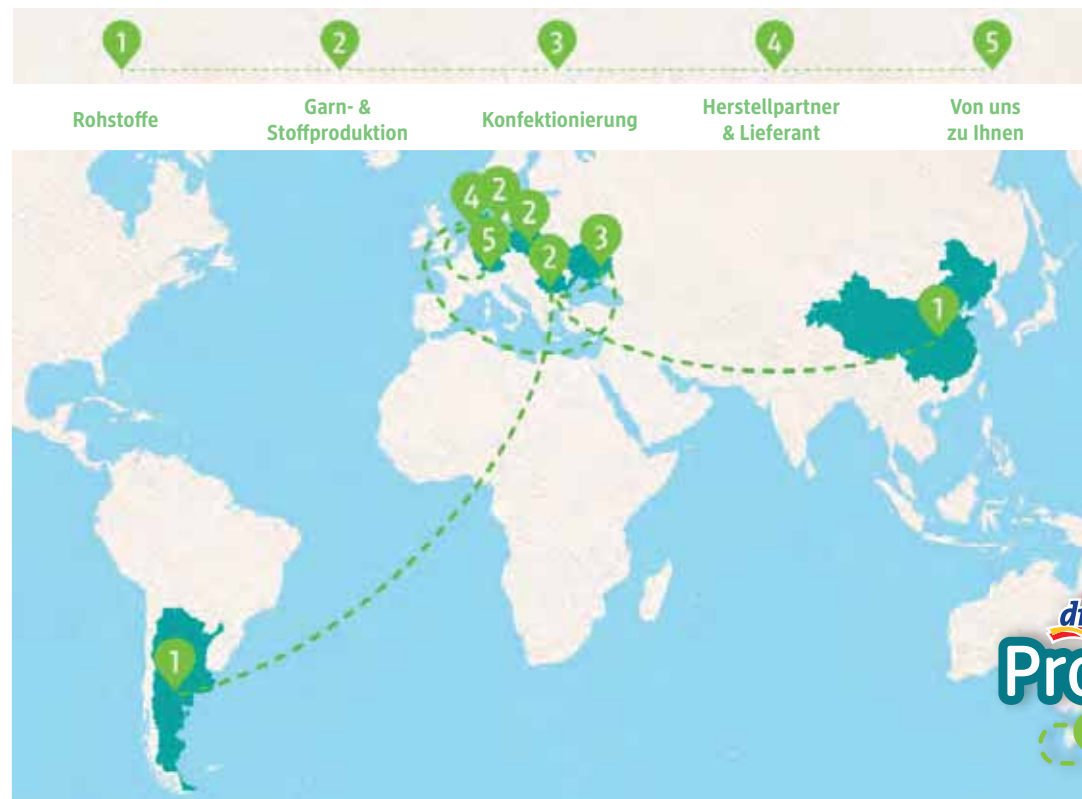 1 2 3 4 5
Rohstoffe
Garn- &
Stoffproduktion
Konfektionierung
Herstellpartner
& Lieferant
Von uns
zu Ihnen
4 2
2
5 2 3
1
1